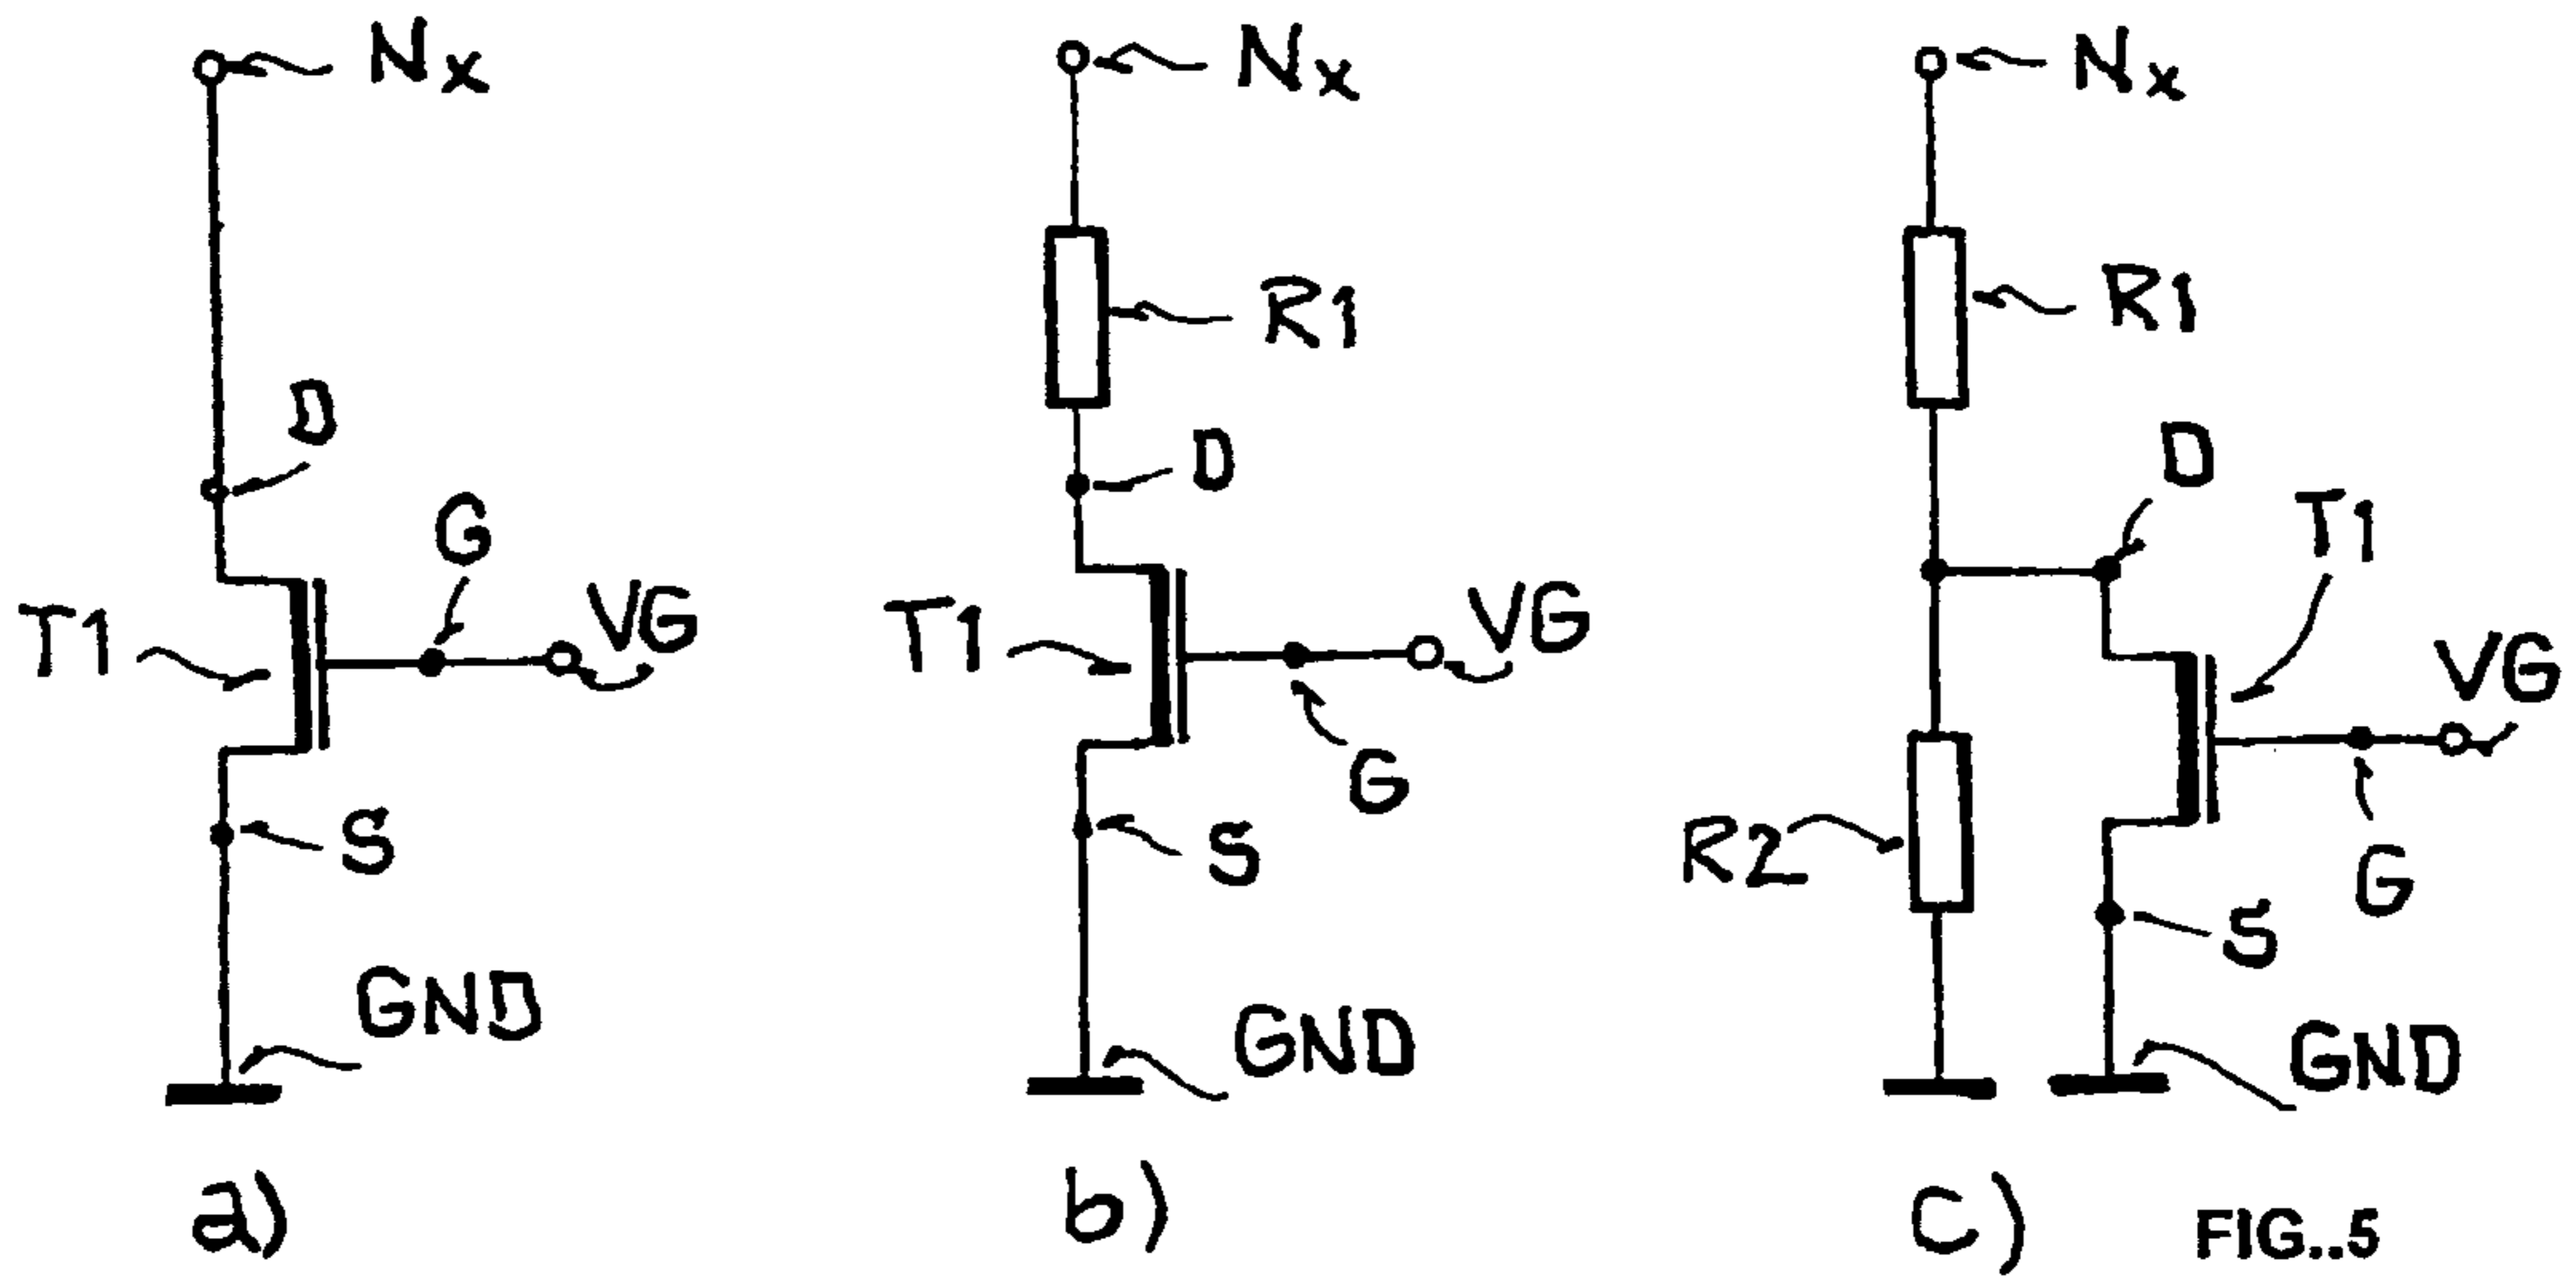 Nx
D
G
T1
VG
S
GND
a)
Nx
R1
D
T1
VG
G
S
GND
b)
Nx
R1
D
T1
VG
R2
G
S
GND
c)
FIG..5